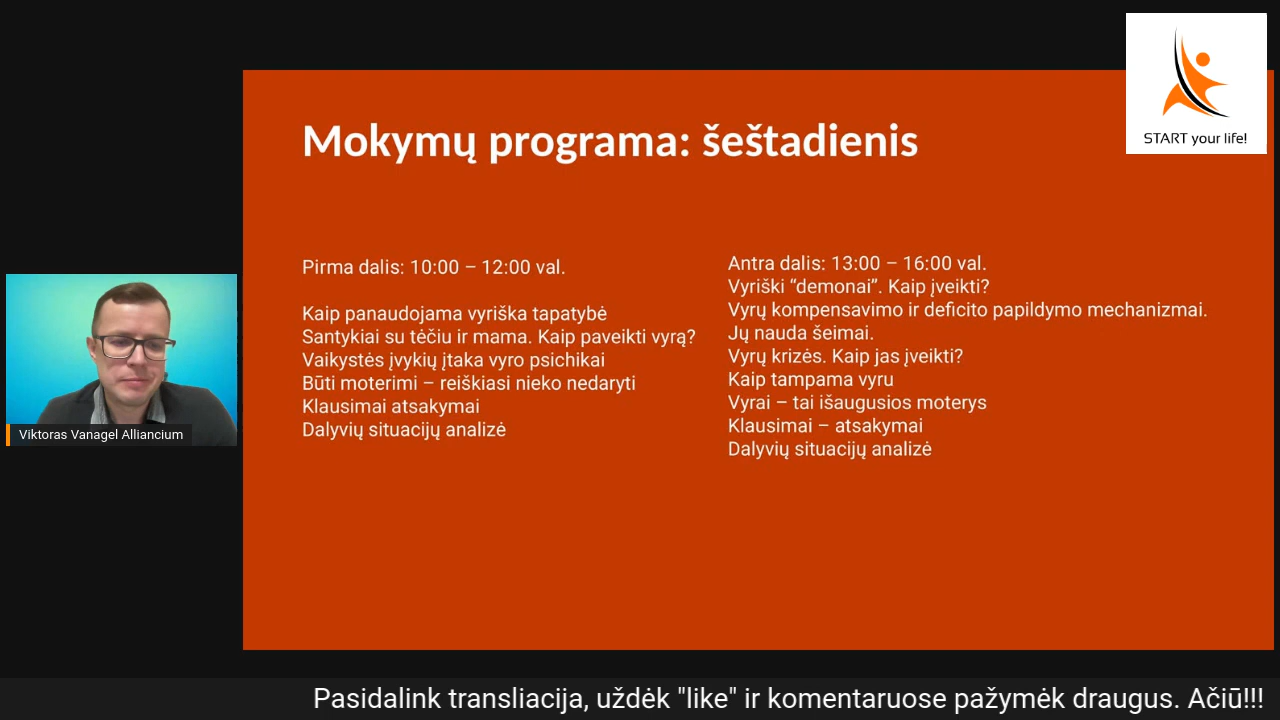 START your life!
Mokymų programa: šeštadienis
Pirma dalis: 10:00 – 12:00 val.
Kaip panaudojama vyriška tapatybė
Santykiai su tėčiu ir mama. Kaip paveikti vyrą?
Vaikystės įvykių įtaka vyro psichikai
Būti moterimi – reiškiasi nieko nedaryti
Klausimai atsakymai
Dalyvių situacijų analizė
Antra dalis: 13:00 – 16:00 val.
Vyriški “demonai”. Kaip įveikti?
Vyrų kompensavimo ir deficito papildymo mechanizmai.
Jų nauda šeimai.
Vyrų krizės. Kaip jas įveikti?
Kaip tampama vyru
Vyrai – tai išaugusios moterys
Klausimai – atsakymai
Dalyvių situacijų analizė
Viktoras Vanagel Alliancium
Pasidalink transliacija, uždėk "like" ir komentaruose pažymėk draugus. Ačiū!!!